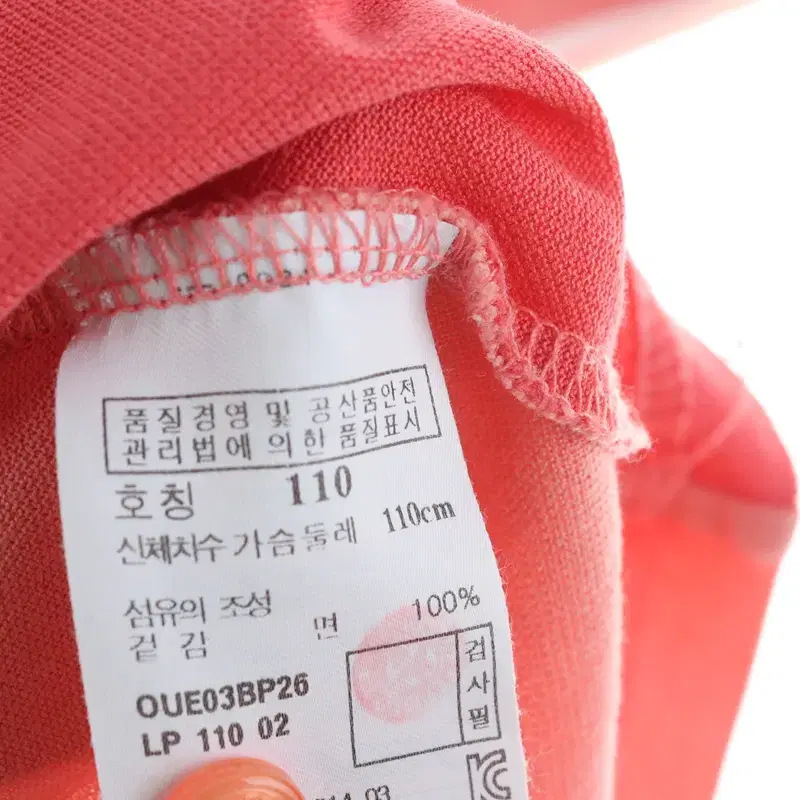 품질경영 및 공산품안전
관리법에 의한 품질표시
호칭 110
신체치수 가슴둘레 110cm
섬유의 조성
겉감 면 100%
OUE03BP26
LP 110 02
검사필